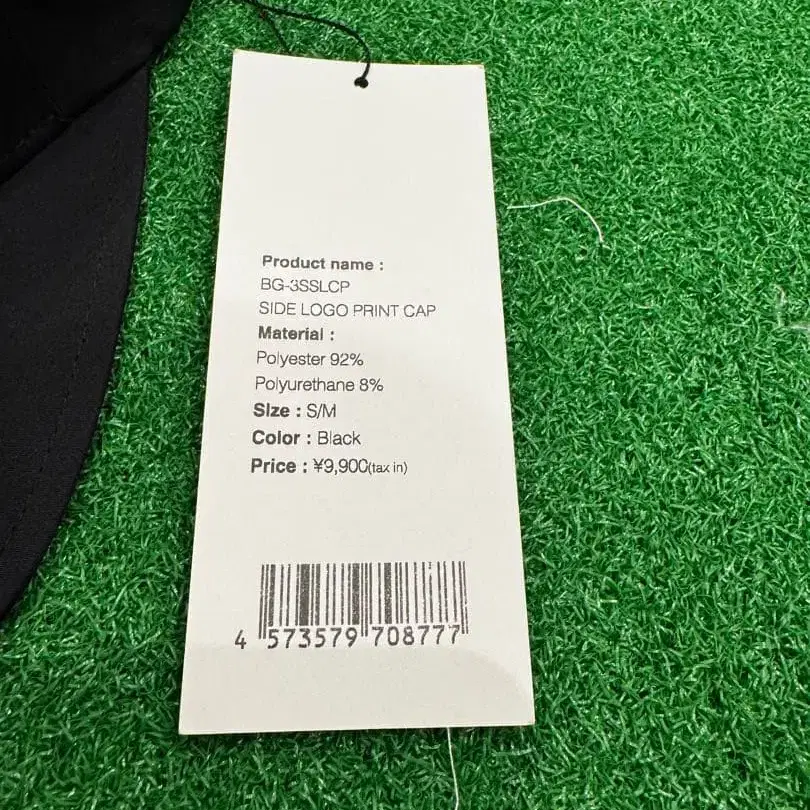 Product name :
BG-3SSLCP
SIDE LOGO PRINT CAP
Material :
Polyester 92%
Polyurethane 8%
Size : S/M
Color : Black
Price : ¥9,900(tax in)
4 573579 708777